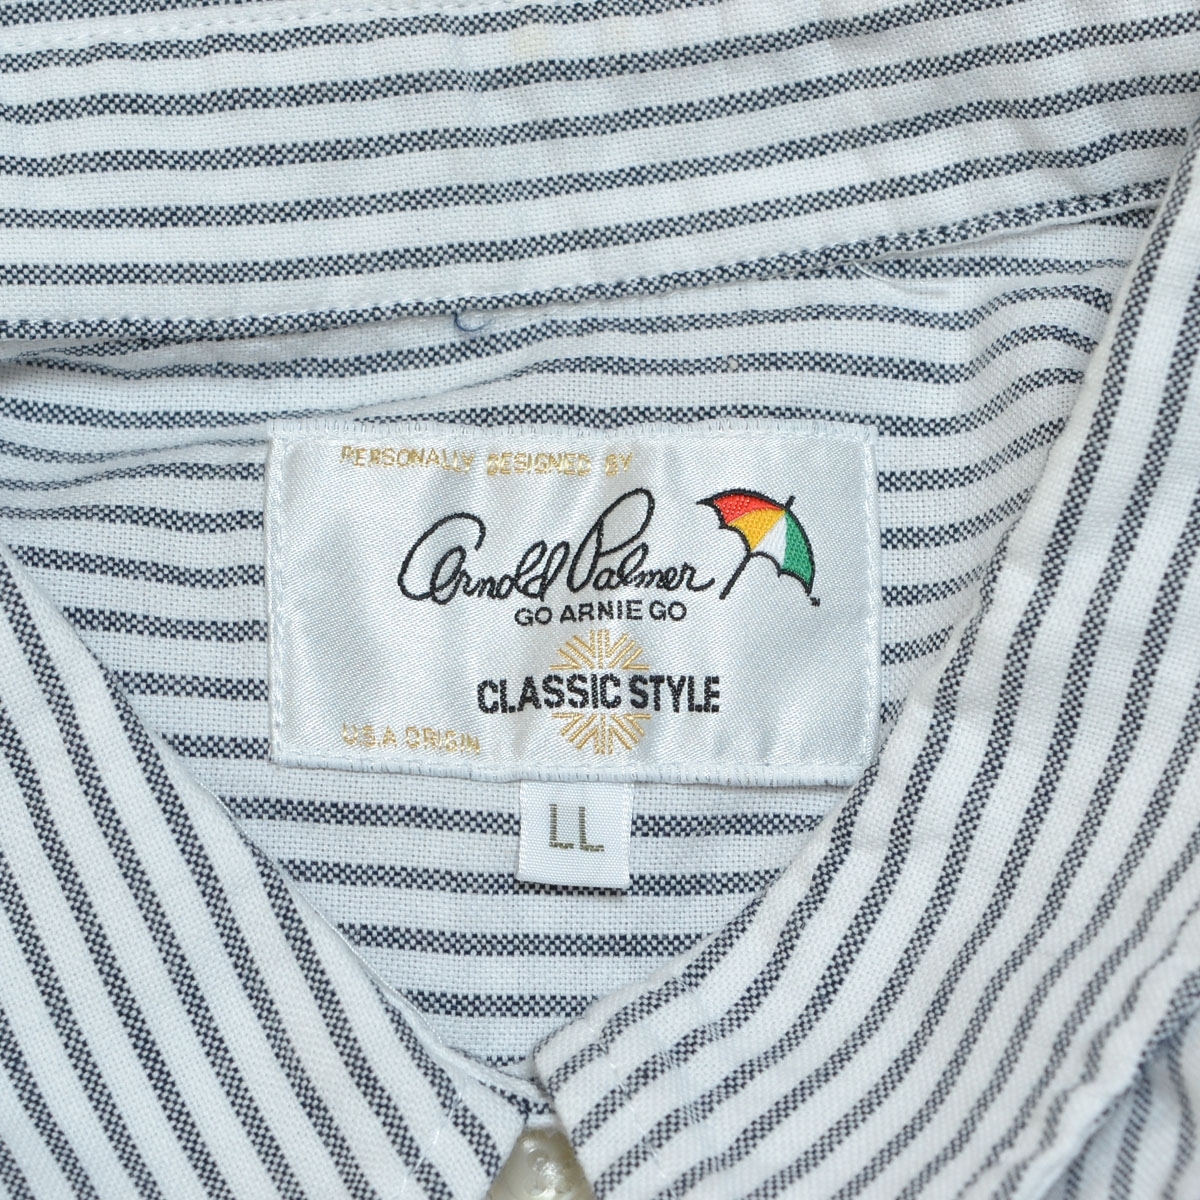 PERSONALLY DESIGNED BY
Arnold Palmer
GO ARNIE GO
CLASSIC STYLE
U.S.A ORIGIN
LL